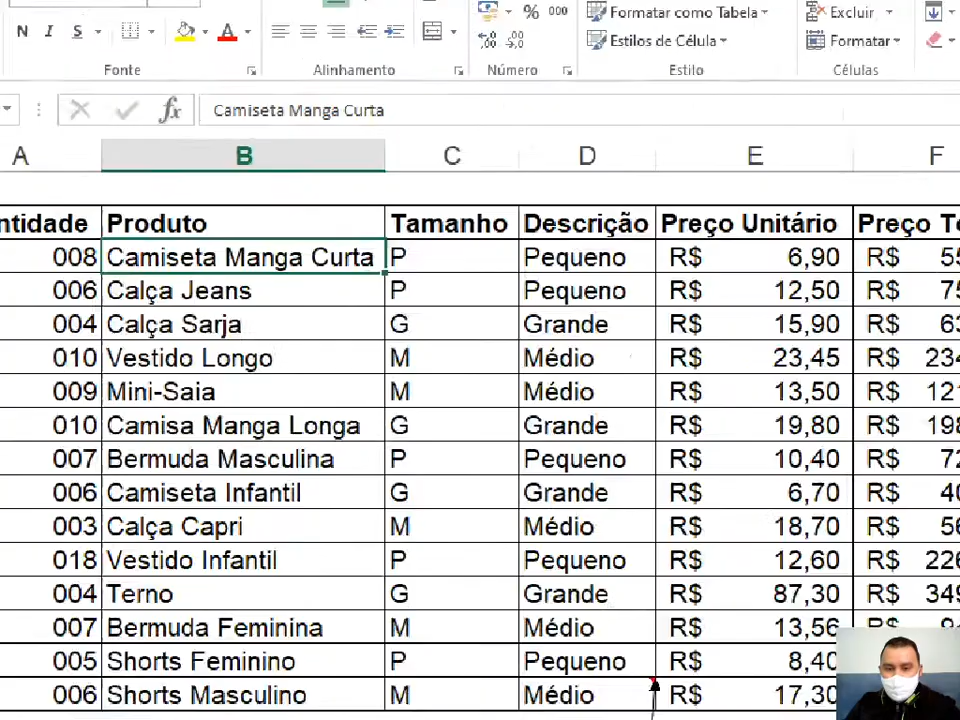 % 000 Formatar como Tabela Excluir
N I S A Estilos de Célula Formatar
Fonte Alinhamento Número Estilo Células
fx Camiseta Manga Curta
A B C D E F
ntidade Produto Tamanho Descrição Preço Unitário Preço To
008 Camiseta Manga Curta P Pequeno R$ 6,90 R$ 55
006 Calça Jeans P Pequeno R$ 12,50 R$ 75
004 Calça Sarja G Grande R$ 15,90 R$ 63
010 Vestido Longo M Médio R$ 23,45 R$ 234
009 Mini-Saia M Médio R$ 13,50 R$ 121
010 Camisa Manga Longa G Grande R$ 19,80 R$ 198
007 Bermuda Masculina P Pequeno R$ 10,40 R$ 72
006 Camiseta Infantil G Grande R$ 6,70 R$ 40
003 Calça Capri M Médio R$ 18,70 R$ 56
018 Vestido Infantil P Pequeno R$ 12,60 R$ 226
004 Terno G Grande R$ 87,30 R$ 349
007 Bermuda Feminina M Médio R$ 13,56
005 Shorts Feminino P Pequeno R$ 8,40
006 Shorts Masculino M Médio R$ 17,30